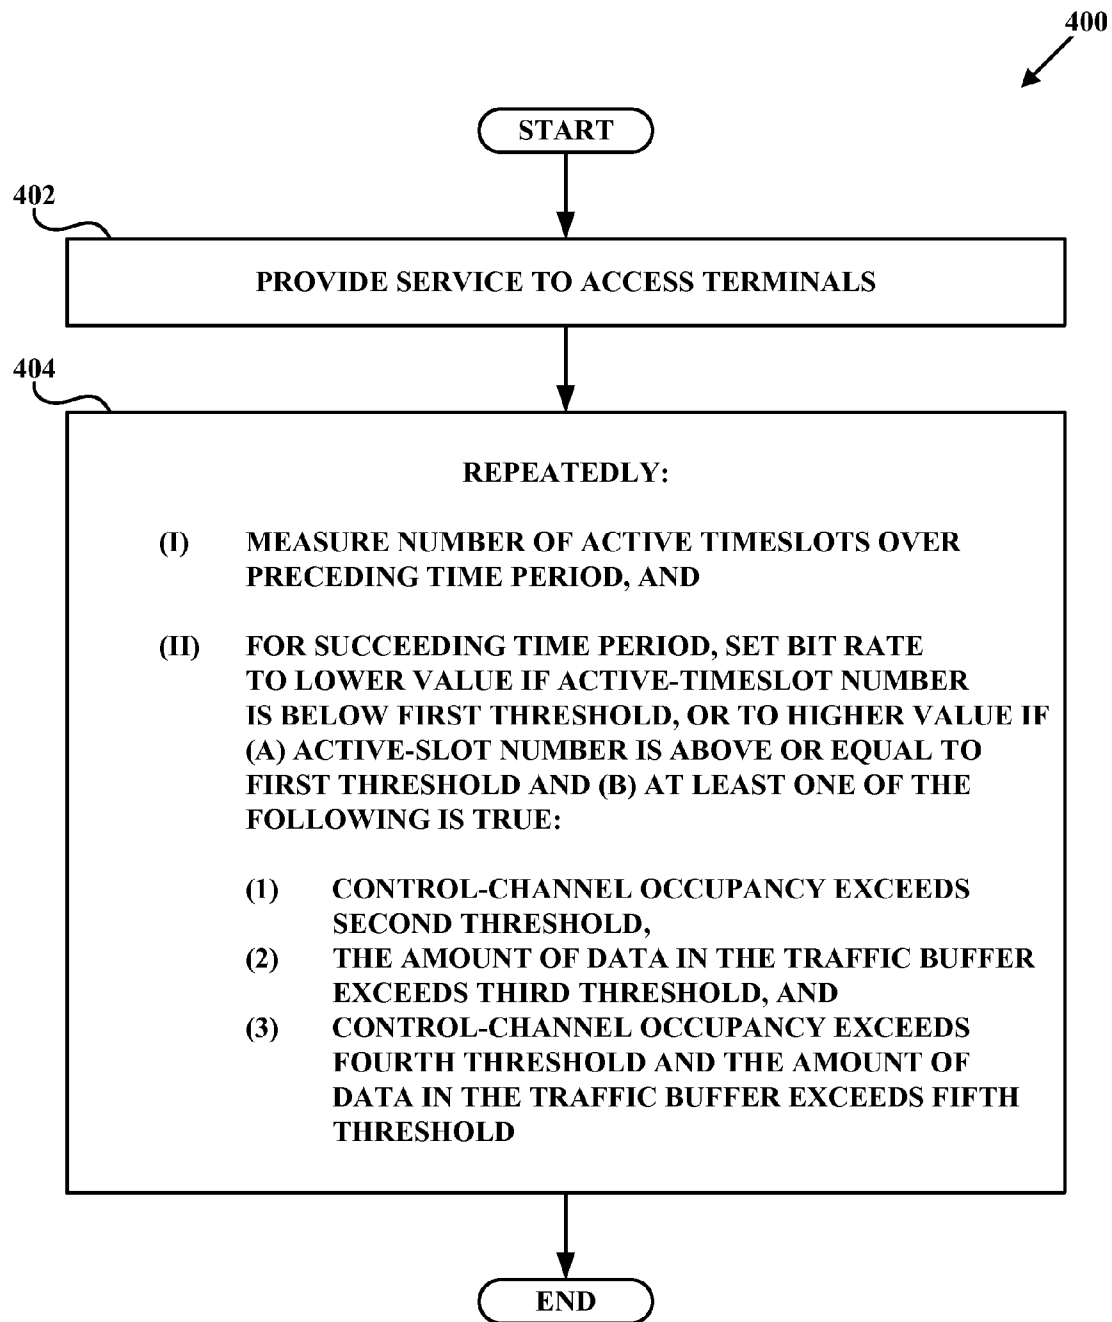 400
START
402
PROVIDE SERVICE TO ACCESS TERMINALS
404
REPEATEDLY:
(I) MEASURE NUMBER OF ACTIVE TIMESLOTS OVER
PRECEDING TIME PERIOD, AND
(II) FOR SUCCEEDING TIME PERIOD, SET BIT RATE
TO LOWER VALUE IF ACTIVE-TIMESLOT NUMBER
IS BELOW FIRST THRESHOLD, OR TO HIGHER VALUE IF
(A) ACTIVE-SLOT NUMBER IS ABOVE OR EQUAL TO
FIRST THRESHOLD AND (B) AT LEAST ONE OF THE
FOLLOWING IS TRUE:
(1) CONTROL-CHANNEL OCCUPANCY EXCEEDS
SECOND THRESHOLD,
(2) THE AMOUNT OF DATA IN THE TRAFFIC BUFFER
EXCEEDS THIRD THRESHOLD, AND
(3) CONTROL-CHANNEL OCCUPANCY EXCEEDS
FOURTH THRESHOLD AND THE AMOUNT OF
DATA IN THE TRAFFIC BUFFER EXCEEDS FIFTH
THRESHOLD
END